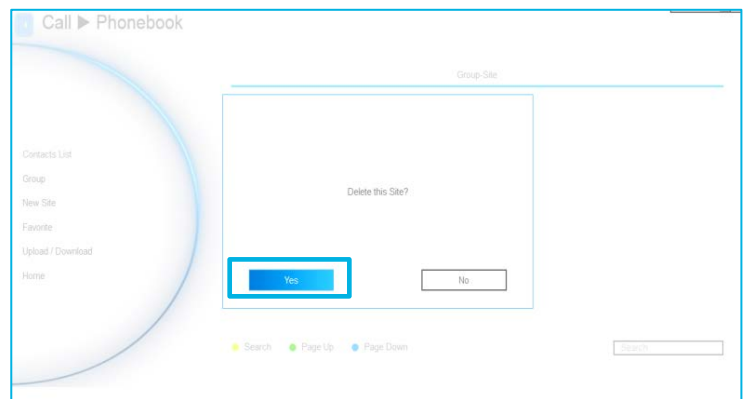 Call ▶ Phonebook
Group-Site
Contacts List
Group
New Site
Favorite
Upload / Download
Home
Delete this Site?
Yes No
Search Page Up Page Down Search